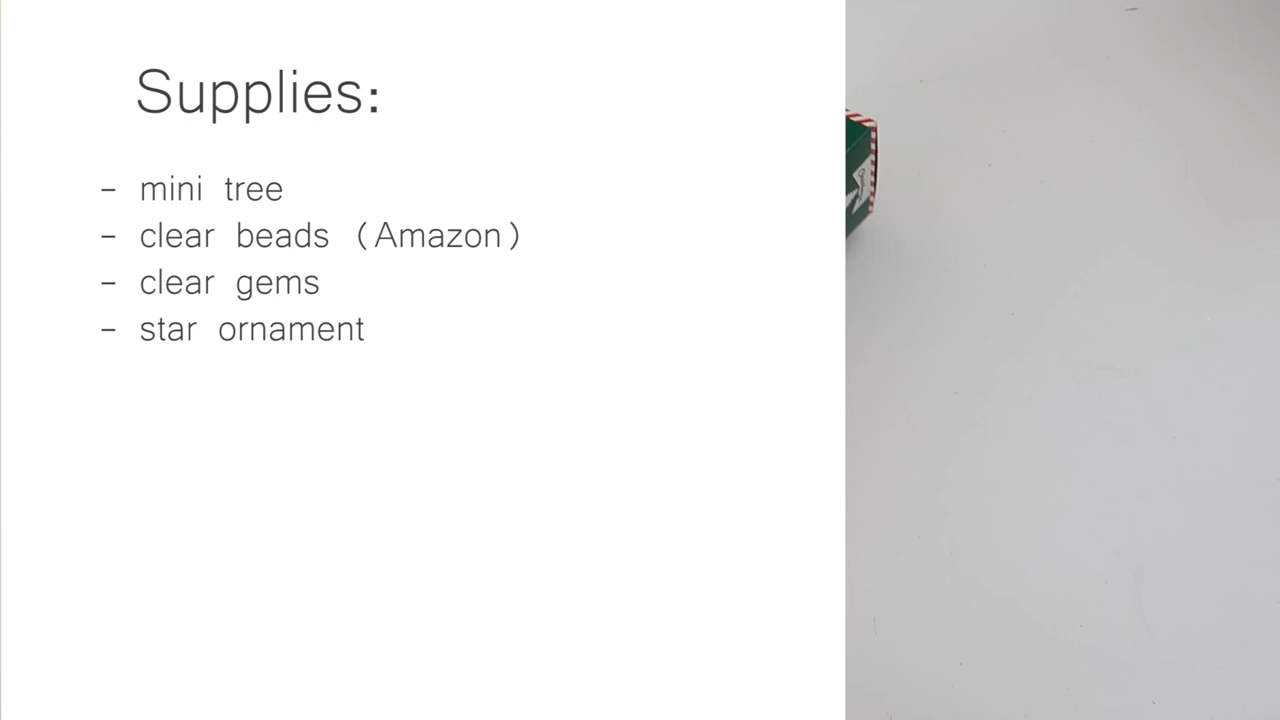 Supplies:
- mini tree
- clear beads (Amazon)
- clear gems
- star ornament